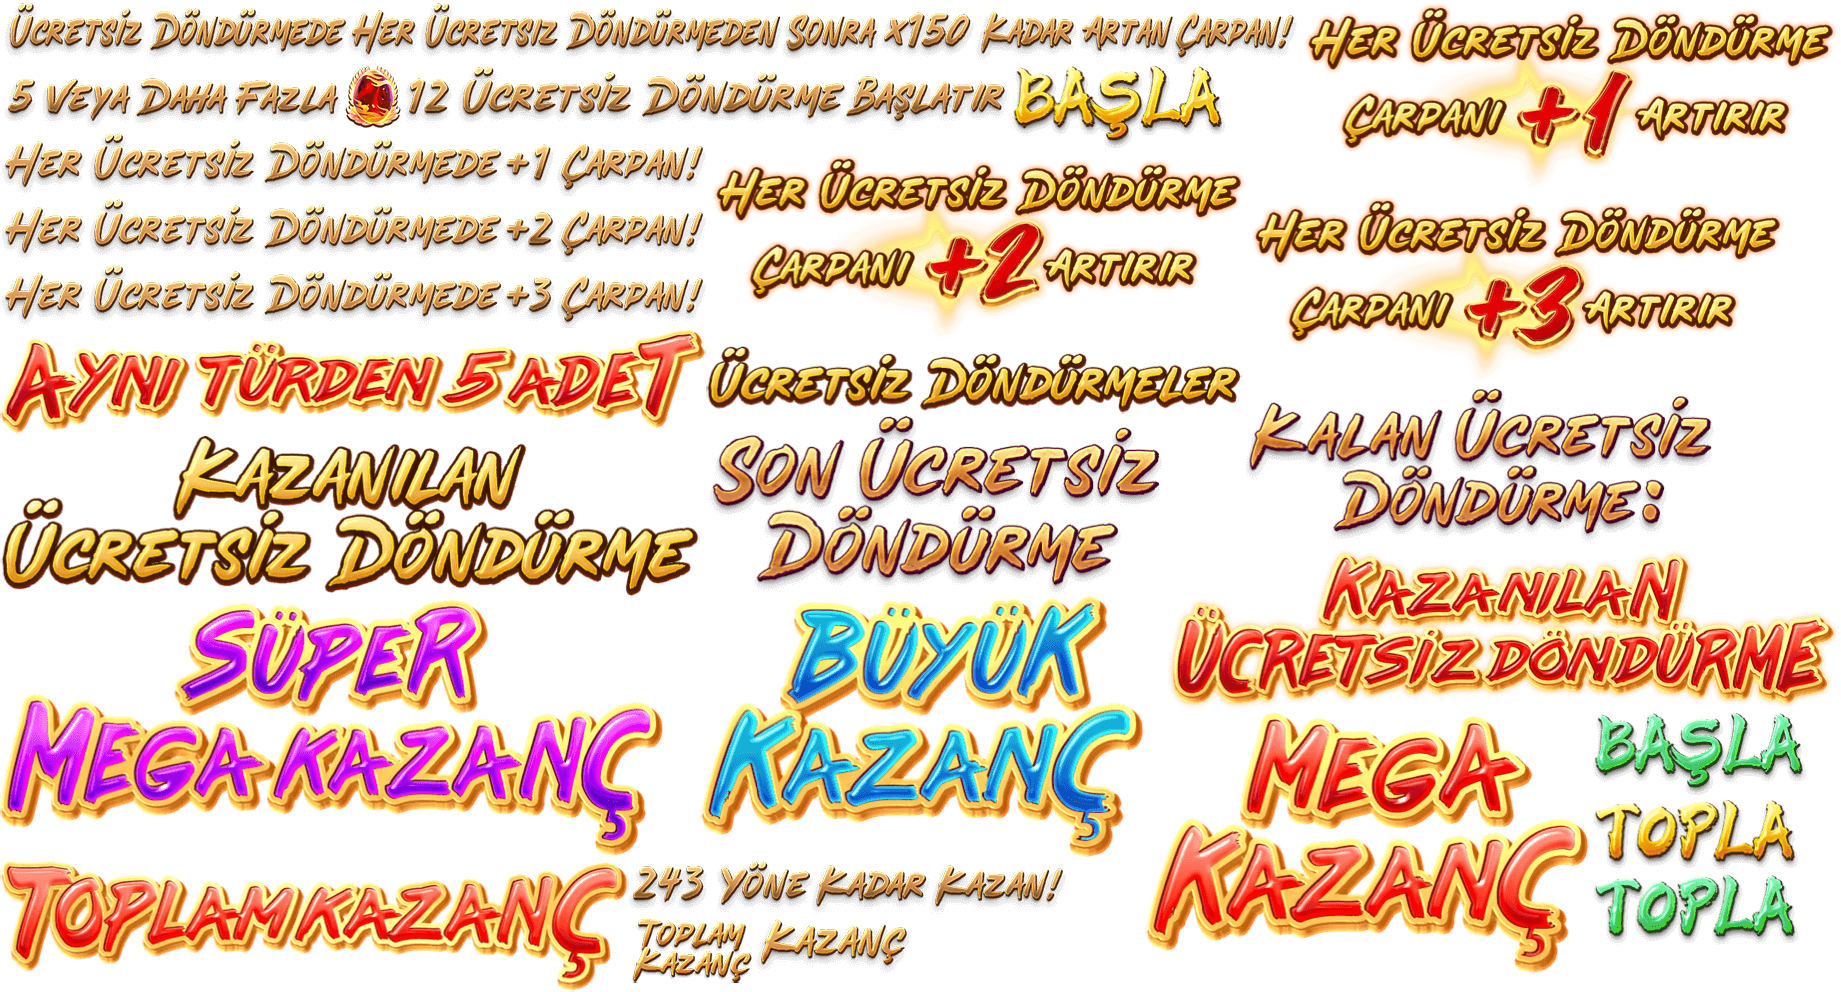 Ücretsiz Döndürmede Her Ücretsiz Döndürmeden Sonra x150 Kadar Artan Çarpan!
5 veya Daha Fazla 12 Ücretsiz Döndürme Başlatır
BAŞLA
Her Ücretsiz Döndürme
Çarpanı +1 Artırır
Her Ücretsiz Döndürmede +1 Çarpan!
Her Ücretsiz Döndürmede +2 Çarpan!
Her Ücretsiz Döndürmede +3 Çarpan!
Her Ücretsiz Döndürme
Çarpanı +2 Artırır
Her Ücretsiz Döndürme
Çarpanı +3 Artırır
Aynı türden 5 adet
Ücretsiz Döndürmeler
Kazanılan
Ücretsiz Döndürme
Son Ücretsiz
Döndürme
Kalan Ücretsiz
Döndürme:
Kazanılan
Ücretsiz Döndürme
Süper
Mega Kazanç
Büyük
Kazanç
Mega
Kazanç
BAŞLA
TOPLA
TOPLA
Toplam Kazanç
243 Yöne Kadar Kazan!
Toplam
Kazanç
Kazanç